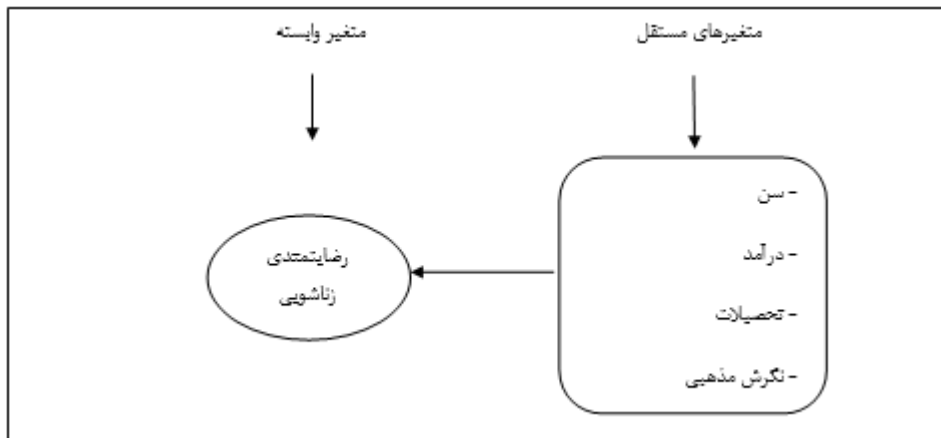 متغیرهای مستقل
متغیر وابسته
- سن
- درآمد
- تحصیلات
- نگرش مذهبی
رضایتمندی
زناشویی